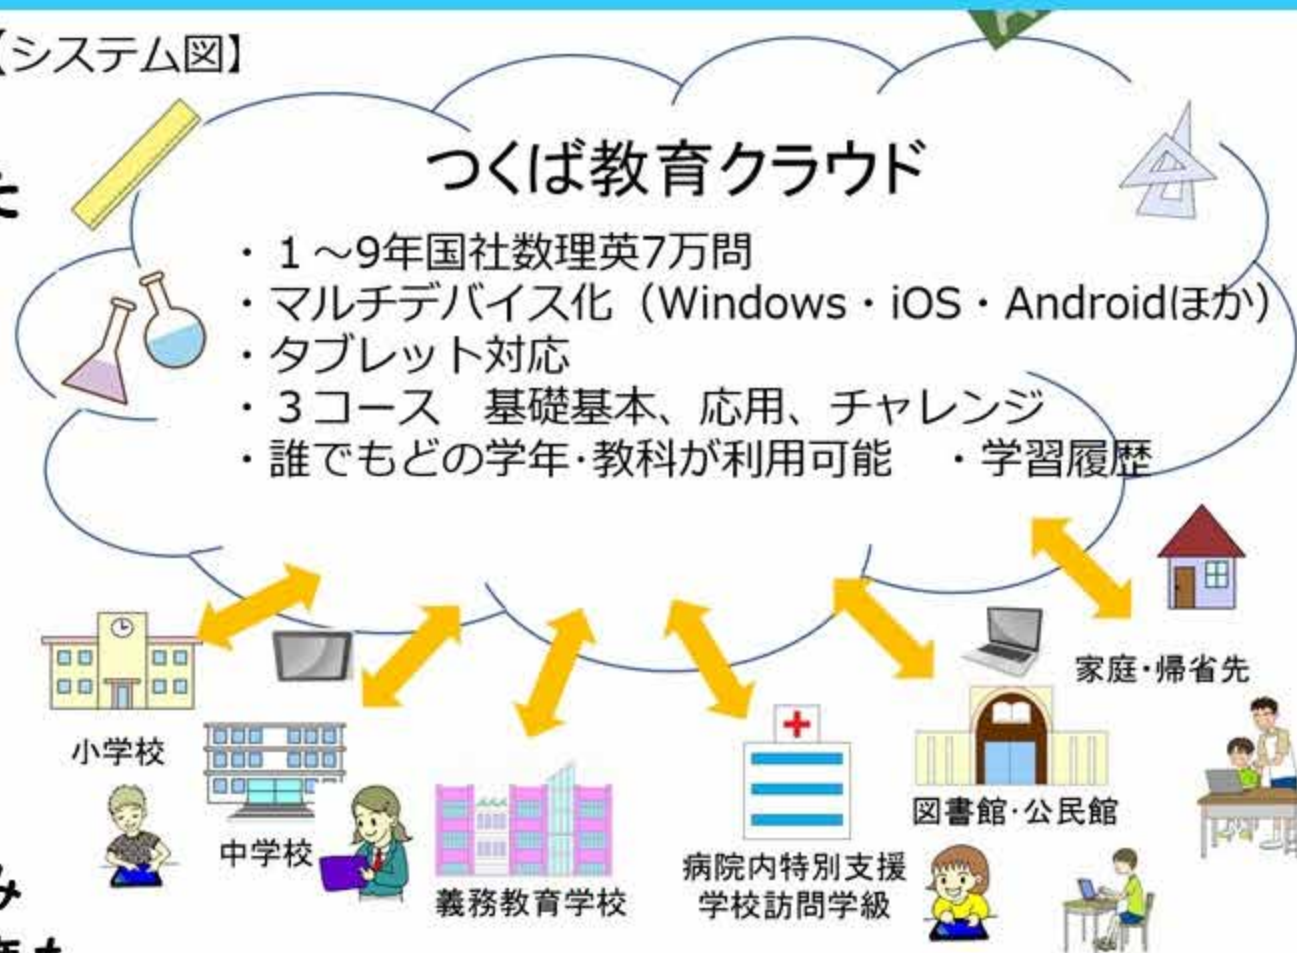 【システム図】
つくば教育クラウド
・１～9年国社数理英7万問
・マルチデバイス化（Windows・iOS・Androidほか）
・タブレット対応
・３コース　基礎基本、応用、チャレンジ
・誰でもどの学年･教科が利用可能　・学習履歴
た
家庭･帰省先
小学校
図書館･公民館
中学校
病院内特別支援
学校訪問学級
義務教育学校
み